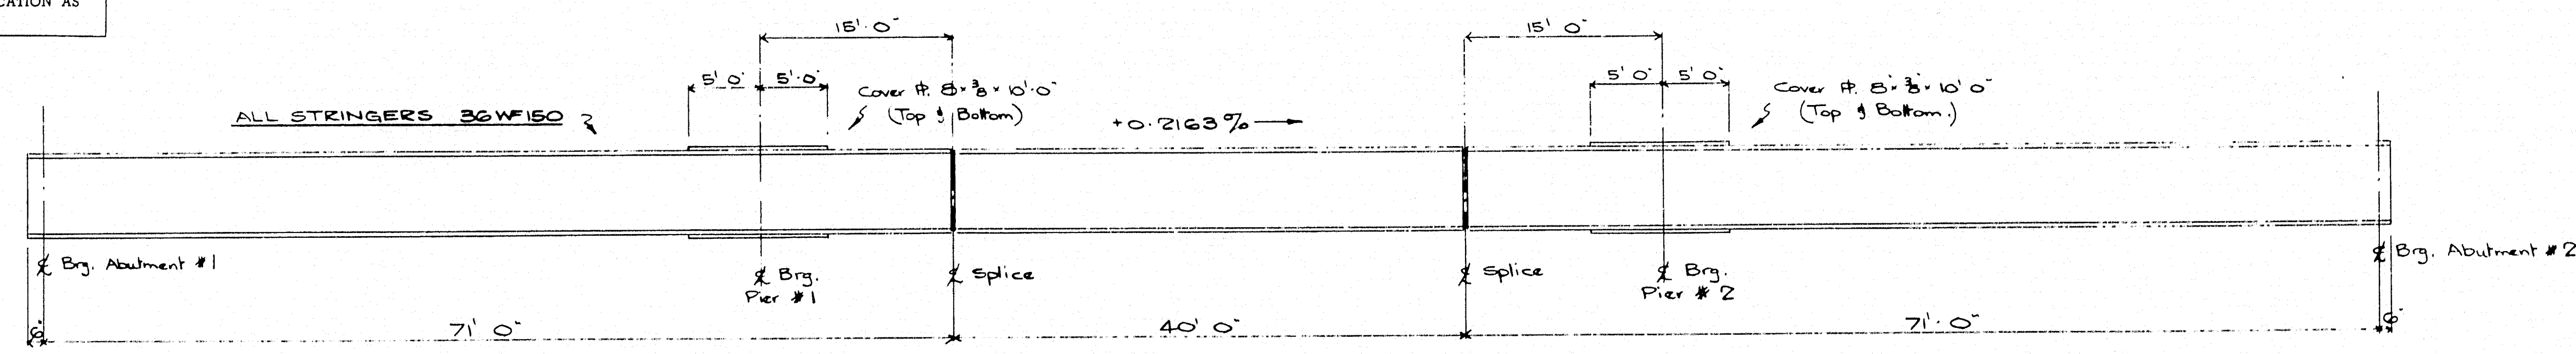 CATION AS
15'·0"
15' 0"
5' 0" 5'·0"
Cover ⅊. 8 × 3/8 × 10'·0"
(Top & Bottom)
5' 0" 5' 0"
Cover ⅊. 8" × 3/8" × 10' 0"
(Top & Bottom.)
ALL STRINGERS 36WF150
+0.2163%
℄ Brg. Abutment #1
℄ Brg.
Pier #1
℄ Splice
℄ Splice
℄ Brg.
Pier #2
℄ Brg. Abutment #2
6"
71' 0"
40' 0"
71'·0"
6"